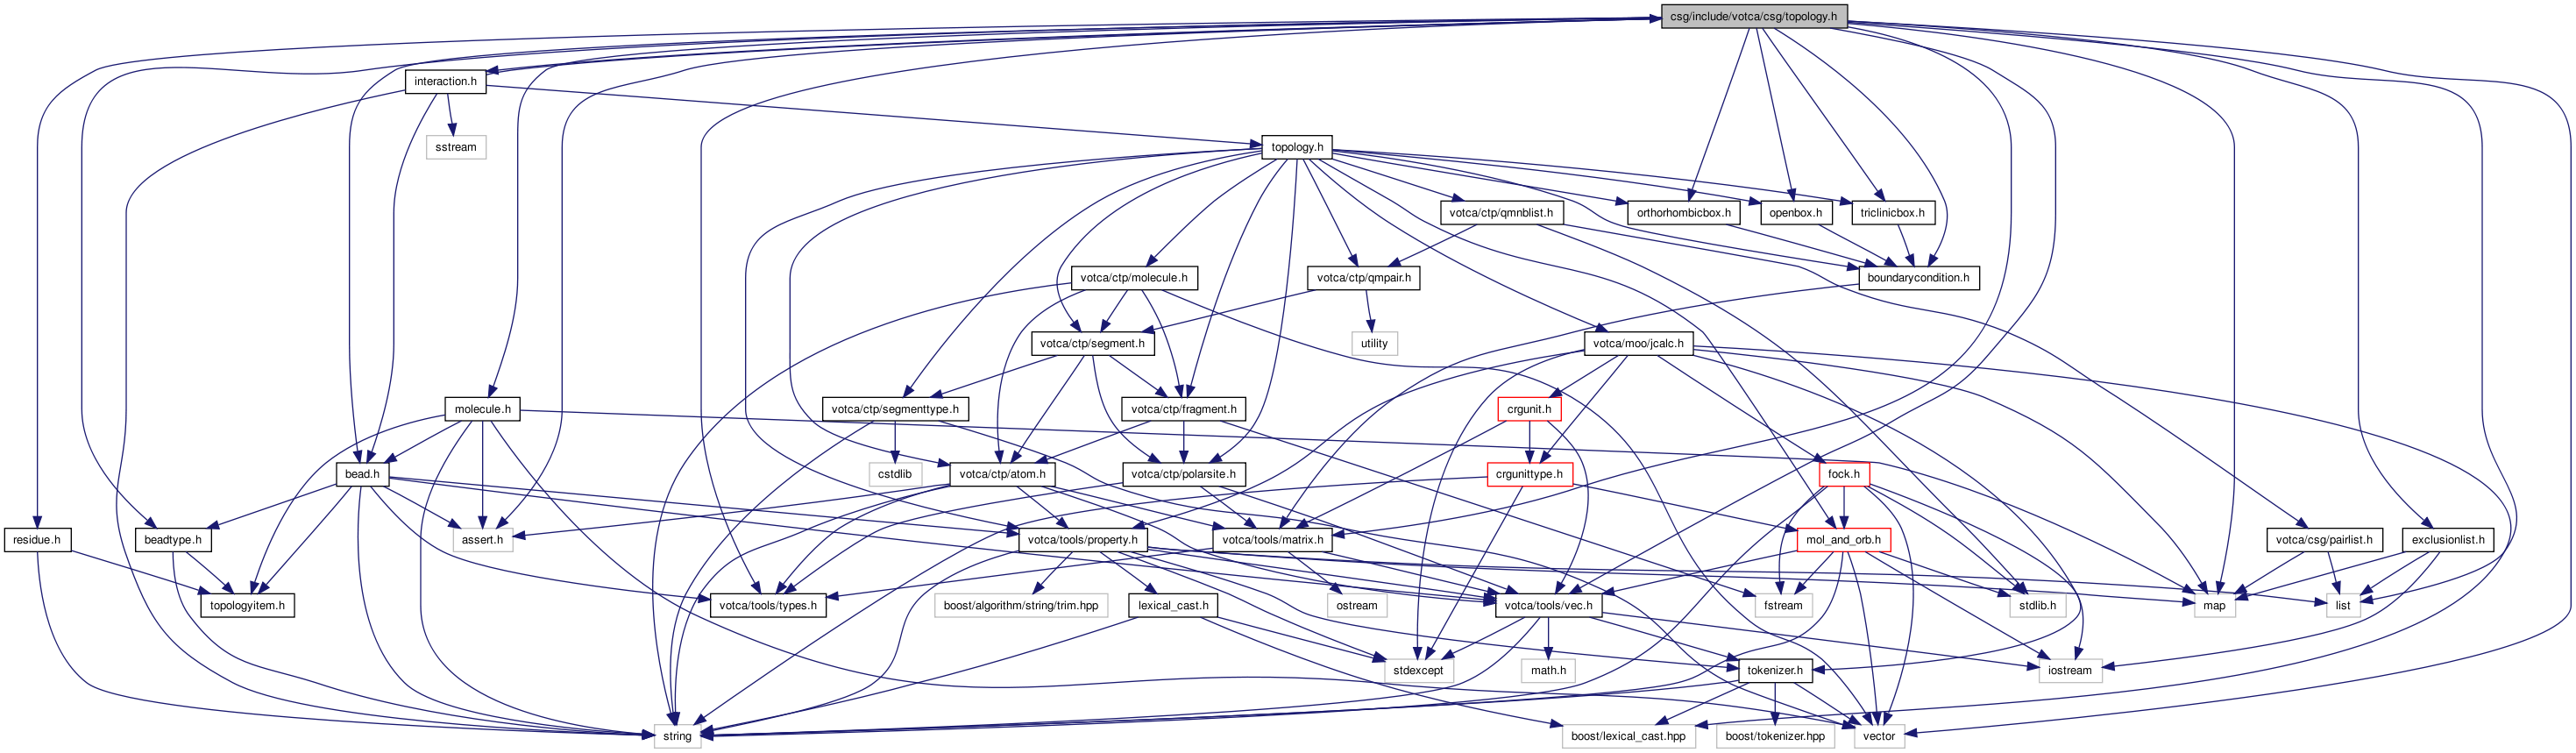 csg/include/votca/csg/topology.h
interaction.h
sstream
topology.h
votca/ctp/qmnblist.h
orthorhombicbox.h
openbox.h
triclinicbox.h
votca/ctp/molecule.h
votca/ctp/qmpair.h
boundarycondition.h
votca/ctp/segment.h
utility
votca/moo/jcalc.h
molecule.h
votca/ctp/segmenttype.h
votca/ctp/fragment.h
crgunit.h
bead.h
cstdlib
votca/ctp/atom.h
votca/ctp/polarsite.h
crgunittype.h
fock.h
residue.h
beadtype.h
assert.h
votca/tools/property.h
votca/tools/matrix.h
mol_and_orb.h
votca/csg/pairlist.h
exclusionlist.h
topologyitem.h
votca/tools/types.h
boost/algorithm/string/trim.hpp
lexical_cast.h
ostream
votca/tools/vec.h
fstream
stdlib.h
map
list
stdexcept
math.h
tokenizer.h
iostream
string
boost/lexical_cast.hpp
boost/tokenizer.hpp
vector